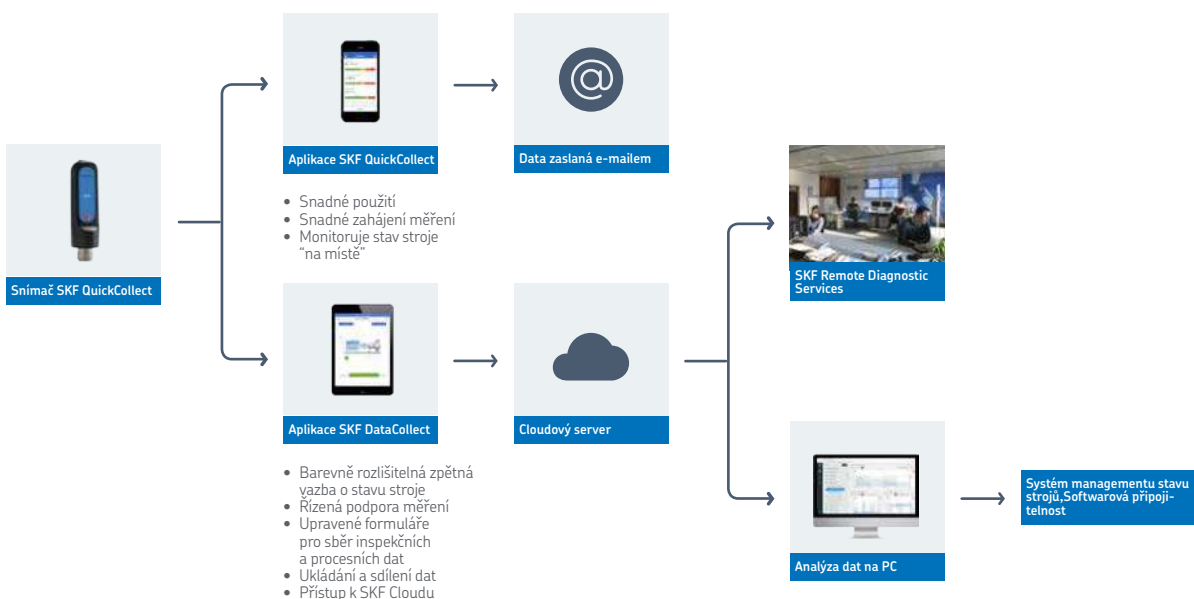 Snímač SKF QuickCollect
Aplikace SKF QuickCollect
• Snadné použití
• Snadné zahájení měření
• Monitoruje stav stroje
“na místě”
Data zaslaná e-mailem
Aplikace SKF DataCollect
• Barevně rozlišitelná zpětná
vazba o stavu stroje
• Řízená podpora měření
• Upravené formuláře
pro sběr inspekčních
a procesních dat
• Ukládání a sdílení dat
• Přístup k SKF Cloudu
@
Cloudový server
SKF Remote Diagnostic
Services
Analýza dat na PC
Systém managementu stavu
strojů,Softwarová připoji-
telnost